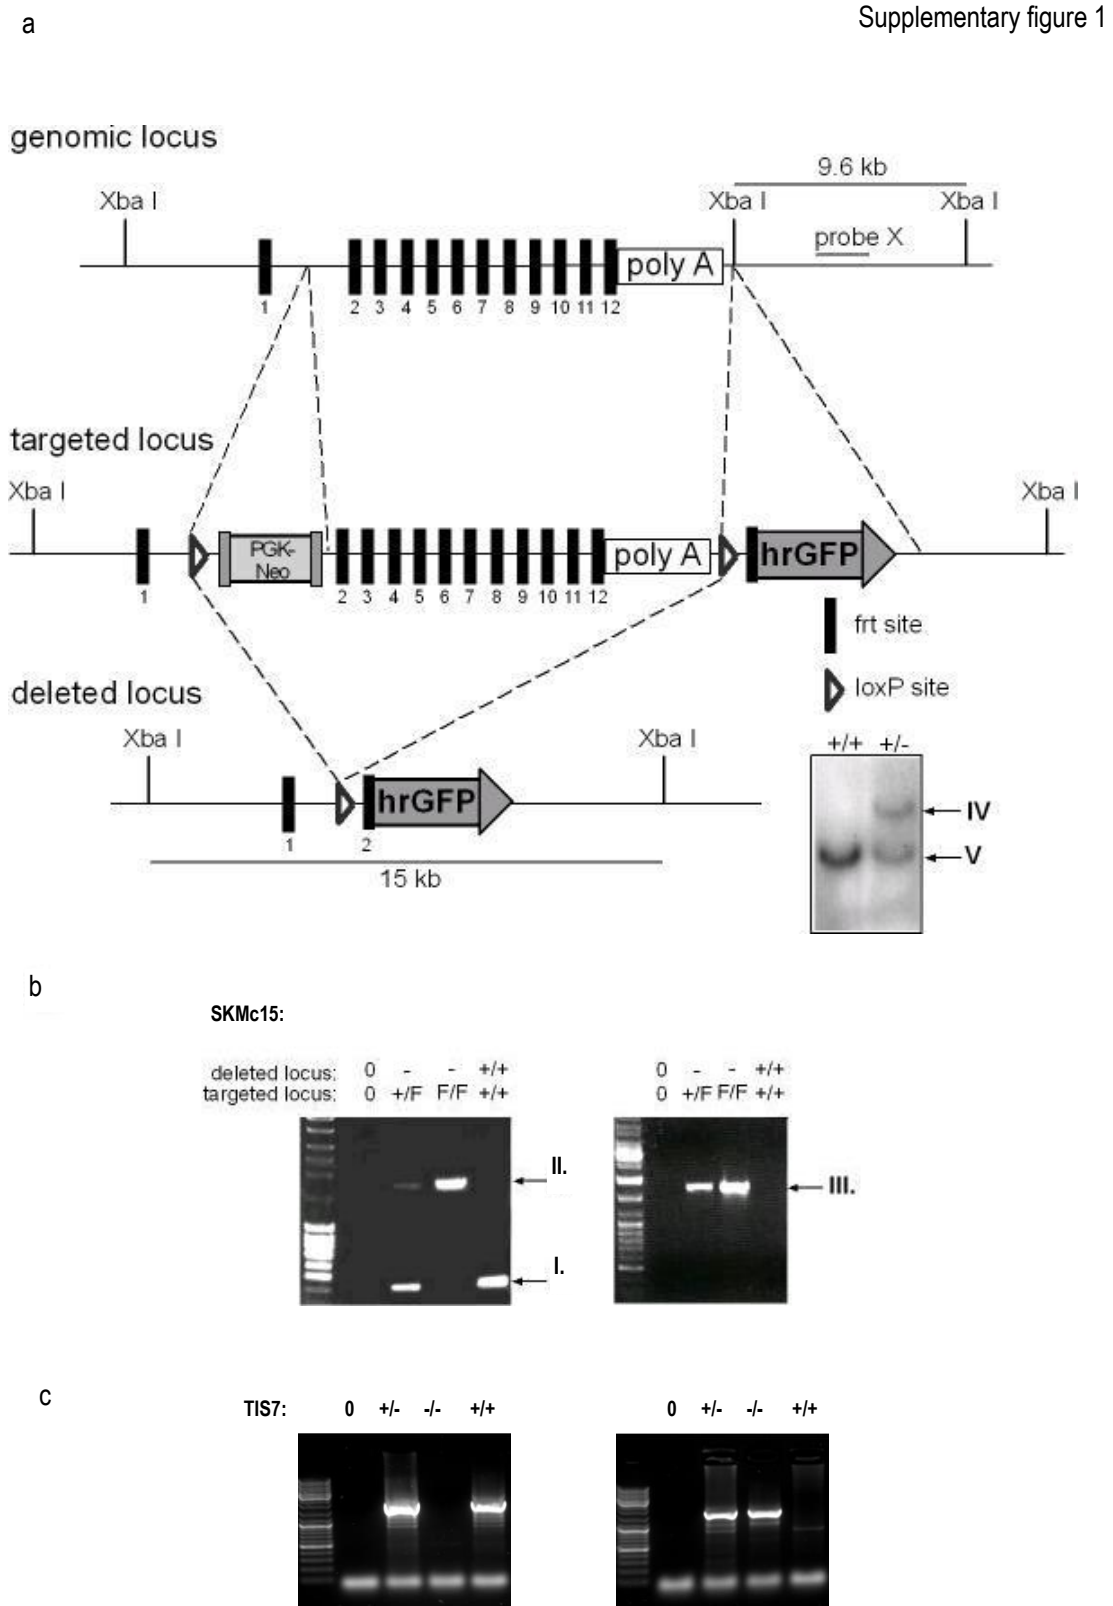 Supplementary figure 1
a
genomic locus
9.6 kb
Xba I Xba I Xba I
probe X
poly A
1 2 3 4 5 6 7 8 9 10 11 12
targeted locus
Xba I Xba I
PGK-
Neo
poly A
hrGFP
1 2 3 4 5 6 7 8 9 10 11 12
frt site
loxP site
deleted locus
Xba I Xba I
hrGFP
1 2
15 kb
+/+ +/-
IV
V
b
SKMc15:
deleted locus: 0 - - +/+
targeted locus: 0 +/F F/F +/+
II.
I.
0 - - +/+
0 +/F F/F +/+
III.
c
TIS7: 0 +/- -/- +/+
0 +/- -/- +/+